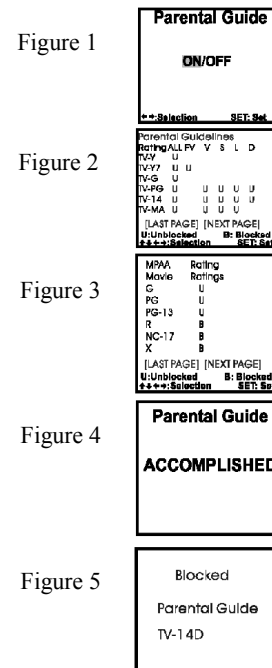 Figure 1
Parental Guide
ON/OFF
←→:Selection SET: Set
Figure 2
Parental Guidelines
Rating ALL FV V S L D
TV-Y U
TV-Y7 U U
TV-G U
TV-PG U U U U U
TV-14 U U U U U
TV-MA U U U U
[LAST PAGE] [NEXT PAGE]
U:Unblocked B: Blocked
↑↓←→:Selection SET: Set
Figure 3
MPAA Rating
Movie Ratings
G U
PG U
PG-13 U
R B
NC-17 B
X B
[LAST PAGE] [NEXT PAGE]
U:Unblocked B: Blocked
↑↓←→:Selection SET: Se
Figure 4
Parental Guide
ACCOMPLISHED
Figure 5
Blocked
Parental Guide
TV-14D